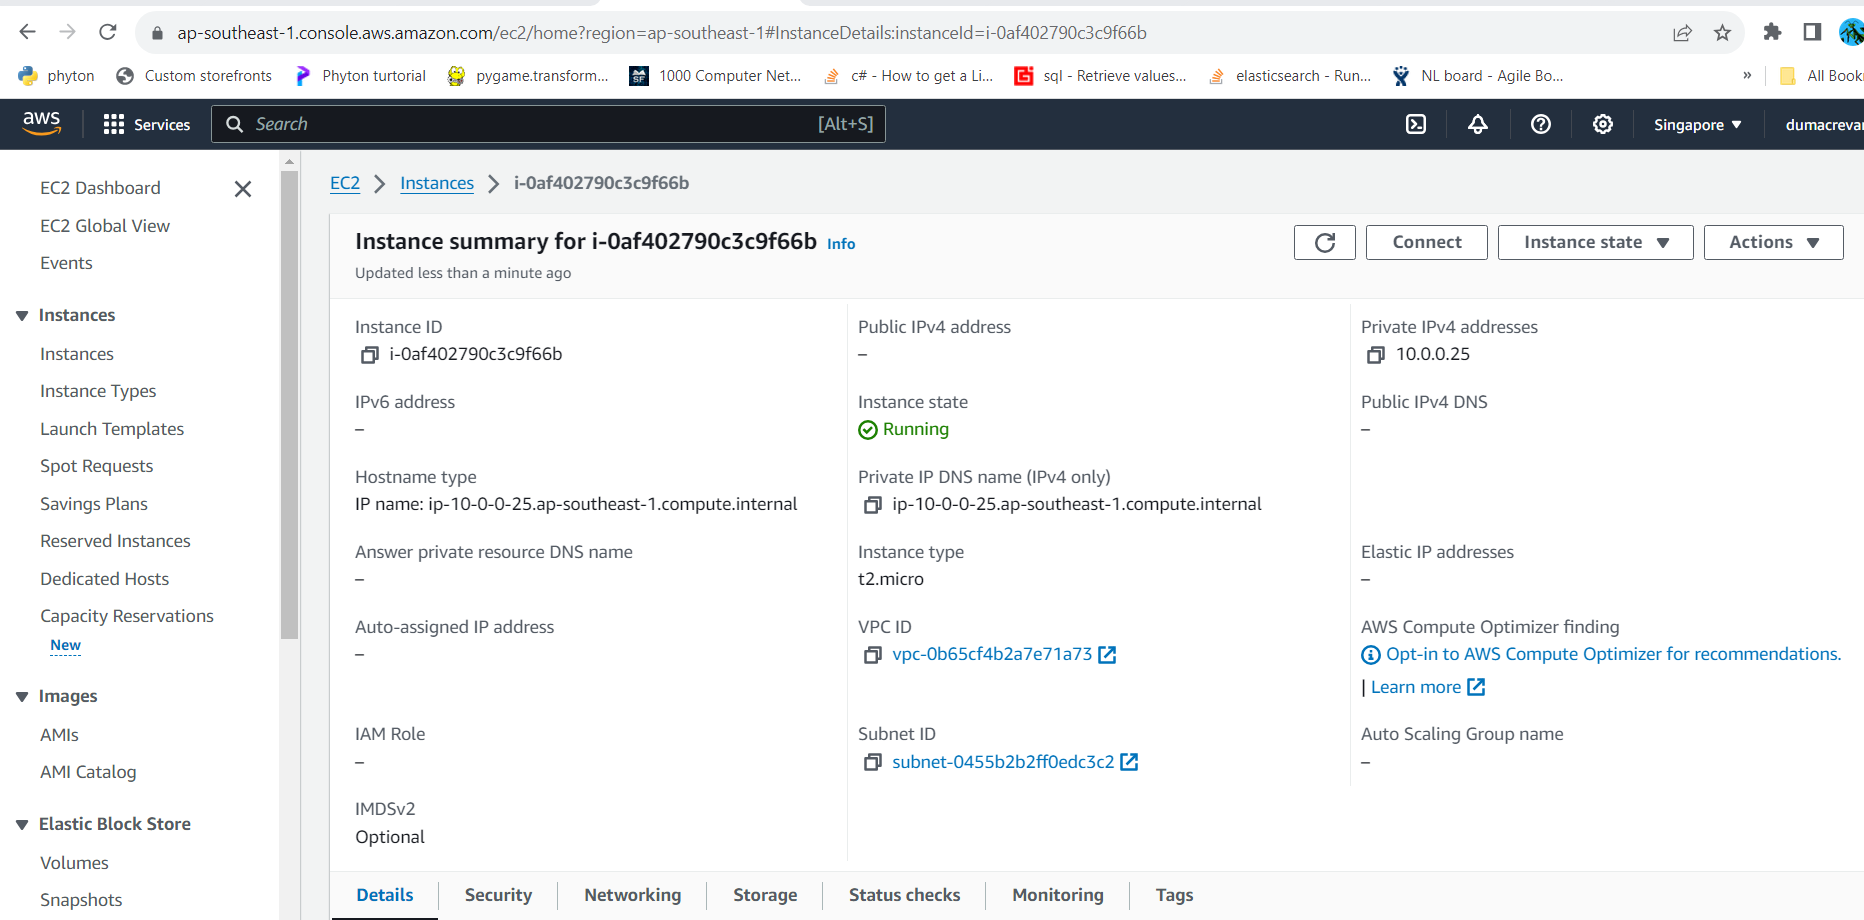 ap-southeast-1.console.aws.amazon.com/ec2/home?region=ap-southeast-1#InstanceDetails:instanceId=i-0af402790c3c9f66b
phyton Custom storefronts Phyton turtorial pygame.transform... 1000 Computer Net... c# - How to get a Li... sql - Retrieve values... elasticsearch - Run... NL board - Agile Bo... » All Book
aws Services Search [Alt+S] Singapore dumacrevan
EC2 Dashboard
EC2 Global View
Events
Instances
Instances
Instance Types
Launch Templates
Spot Requests
Savings Plans
Reserved Instances
Dedicated Hosts
Capacity Reservations
New
Images
AMIs
AMI Catalog
Elastic Block Store
Volumes
Snapshots
EC2 > Instances > i-0af402790c3c9f66b
Instance summary for i-0af402790c3c9f66b Info
Updated less than a minute ago
Connect Instance state Actions
Instance ID
i-0af402790c3c9f66b
Public IPv4 address
–
Private IPv4 addresses
10.0.0.25
IPv6 address
–
Instance state
Running
Public IPv4 DNS
–
Hostname type
IP name: ip-10-0-0-25.ap-southeast-1.compute.internal
Private IP DNS name (IPv4 only)
ip-10-0-0-25.ap-southeast-1.compute.internal
Answer private resource DNS name
–
Instance type
t2.micro
Elastic IP addresses
–
Auto-assigned IP address
–
VPC ID
vpc-0b65cf4b2a7e71a73
AWS Compute Optimizer finding
Opt-in to AWS Compute Optimizer for recommendations.
| Learn more
IAM Role
–
Subnet ID
subnet-0455b2b2ff0edc3c2
Auto Scaling Group name
–
IMDSv2
Optional
Details Security Networking Storage Status checks Monitoring Tags